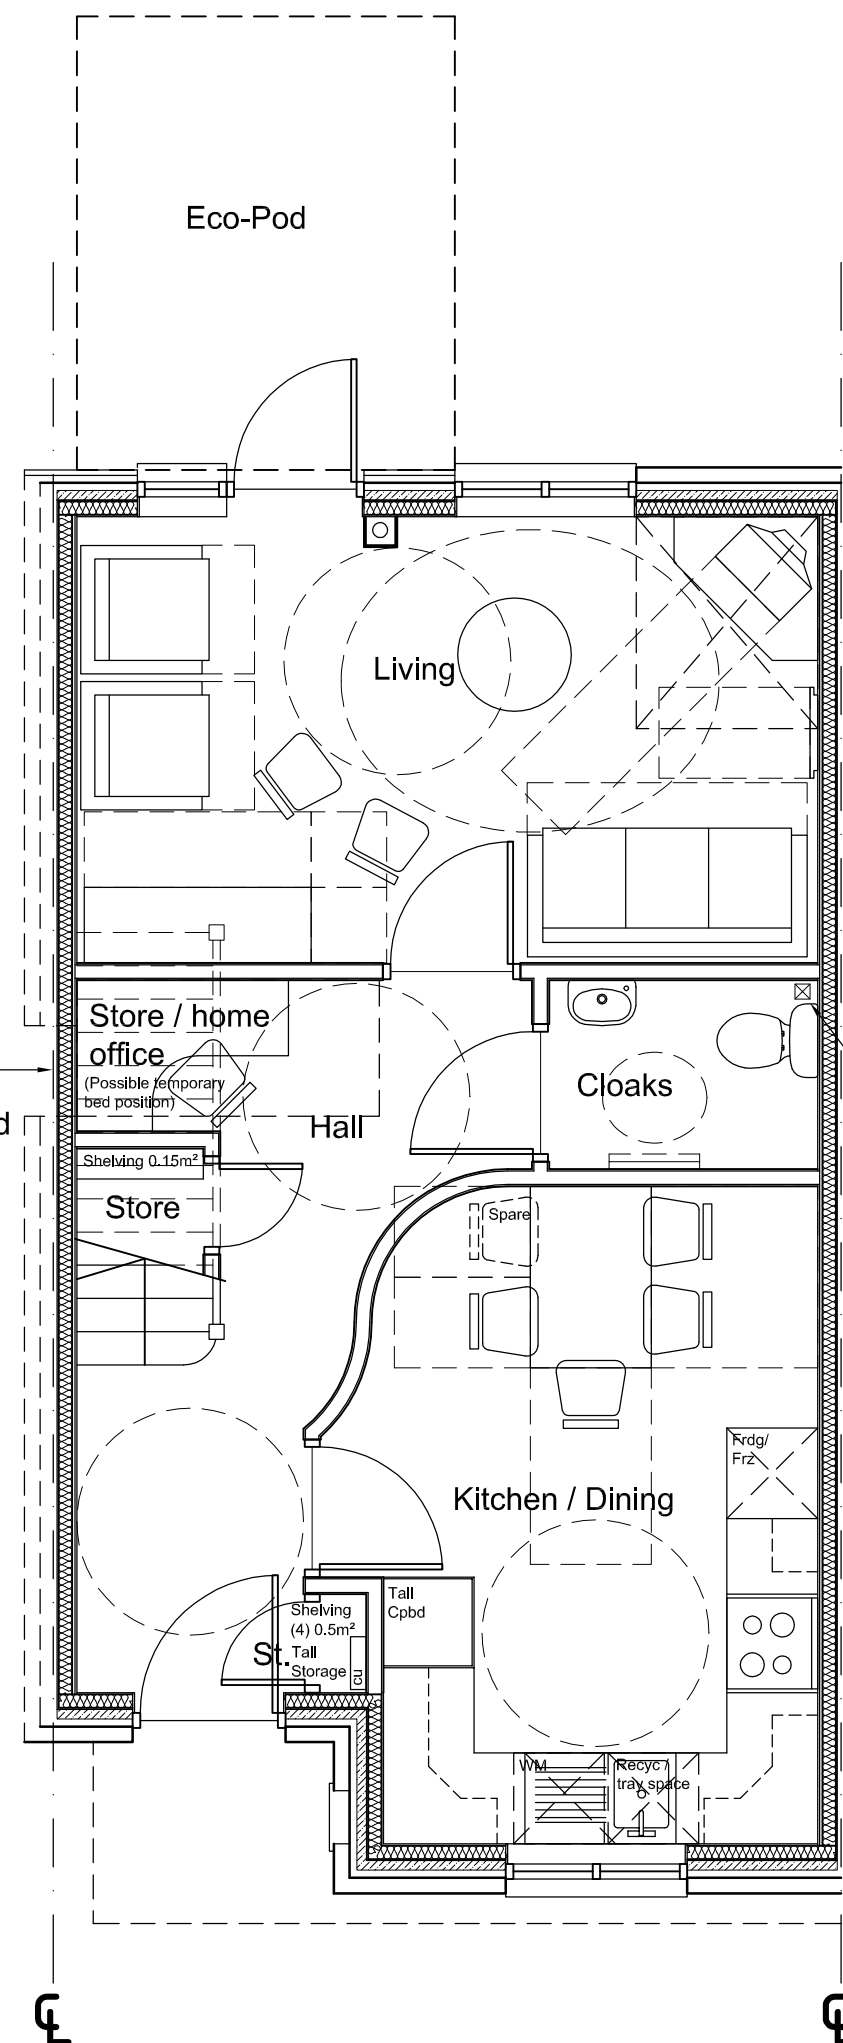 Eco-Pod
Living
Store / home
office
(Possible temporary
bed position)
d
Hall
Cloaks
Shelving 0.15m²
Store
Spare
Frdg/
Frz
Kitchen / Dining
Tall
Cpbd
Shelving
(4) 0.5m²
St.
Tall
Storage
cu
WM
Recyc /
tray space
℄
℄